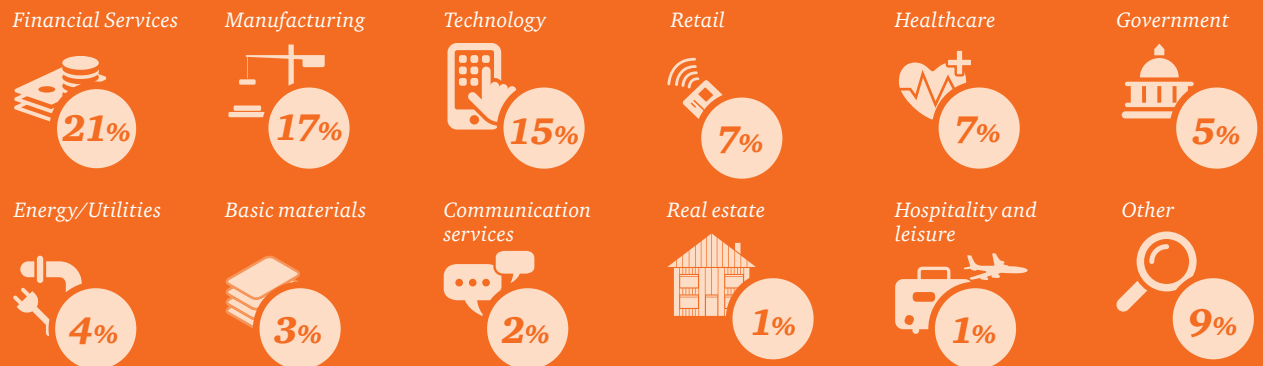 Financial Services
Manufacturing
Technology
Retail
Healthcare
Government
21%
17%
15%
7%
7%
5%
Energy/Utilities
Basic materials
Communication
services
Real estate
Hospitality and
leisure
Other
4%
3%
2%
1%
1%
9%